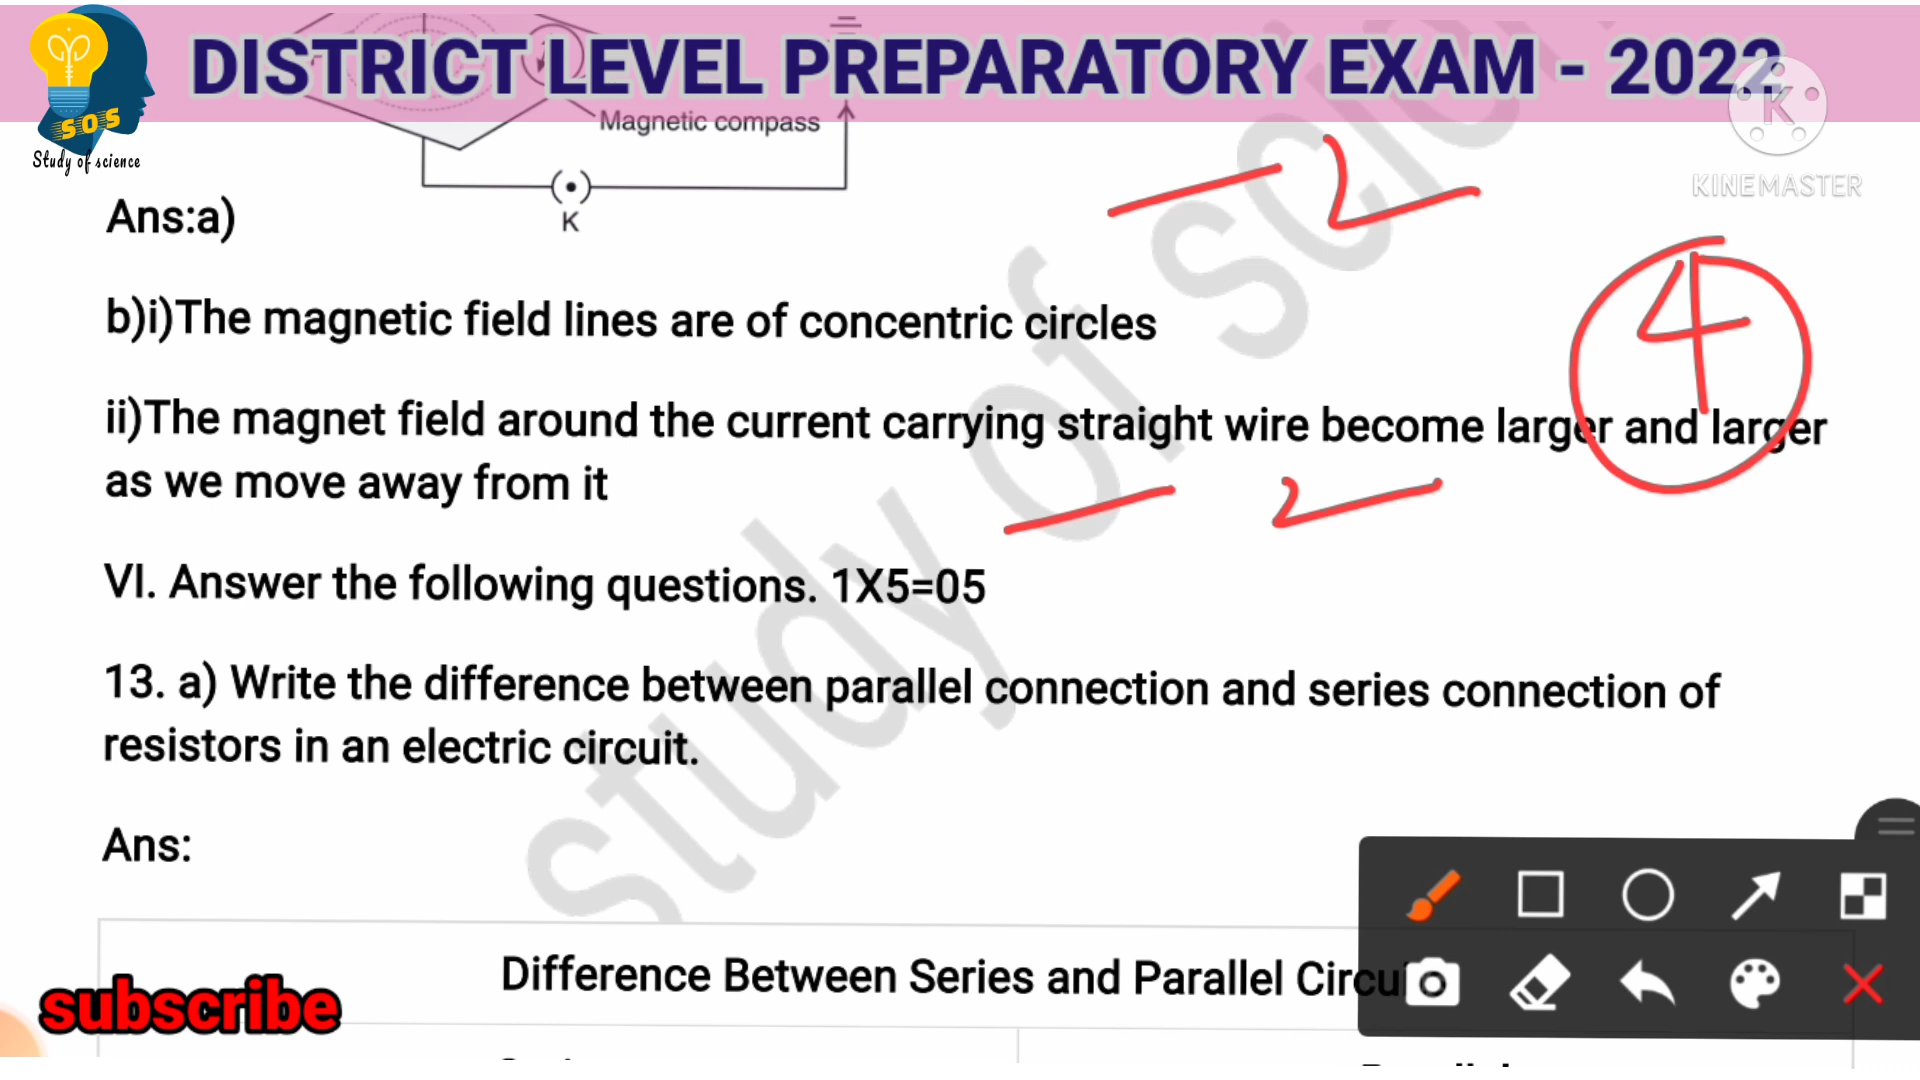 DISTRICT LEVEL PREPARATORY EXAM - 2022
SOS
Study of science
Magnetic compass
K
KINEMASTER
K
Ans:a)
2
b)i)The magnetic field lines are of concentric circles
4
ii)The magnet field around the current carrying straight wire become larger and larger
as we move away from it
2
VI. Answer the following questions. 1X5=05
13. a) Write the difference between parallel connection and series connection of
resistors in an electric circuit.
Ans:
study of
Difference Between Series and Parallel
subscribe